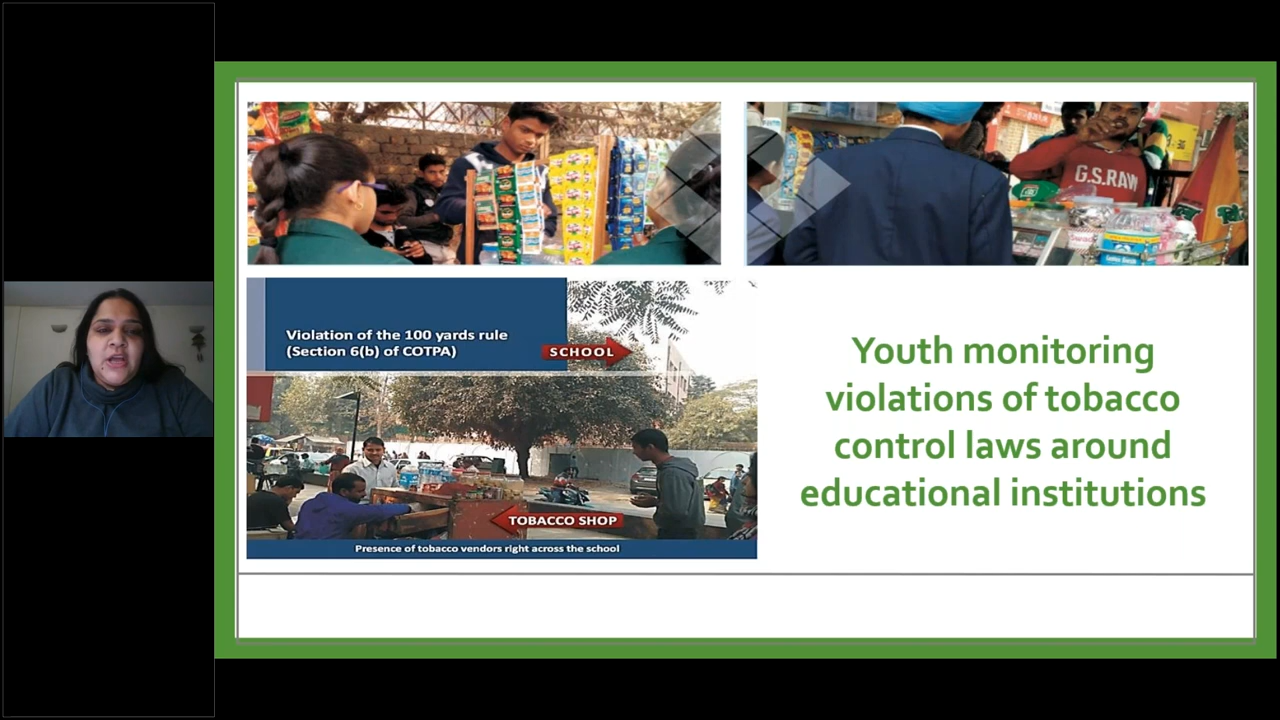 G.S.RAW
Violation of the 100 yards rule
(Section 6(b) of COTPA)
SCHOOL
TOBACCO SHOP
Presence of tobacco vendors right across the school
Youth monitoring
violations of tobacco
control laws around
educational institutions